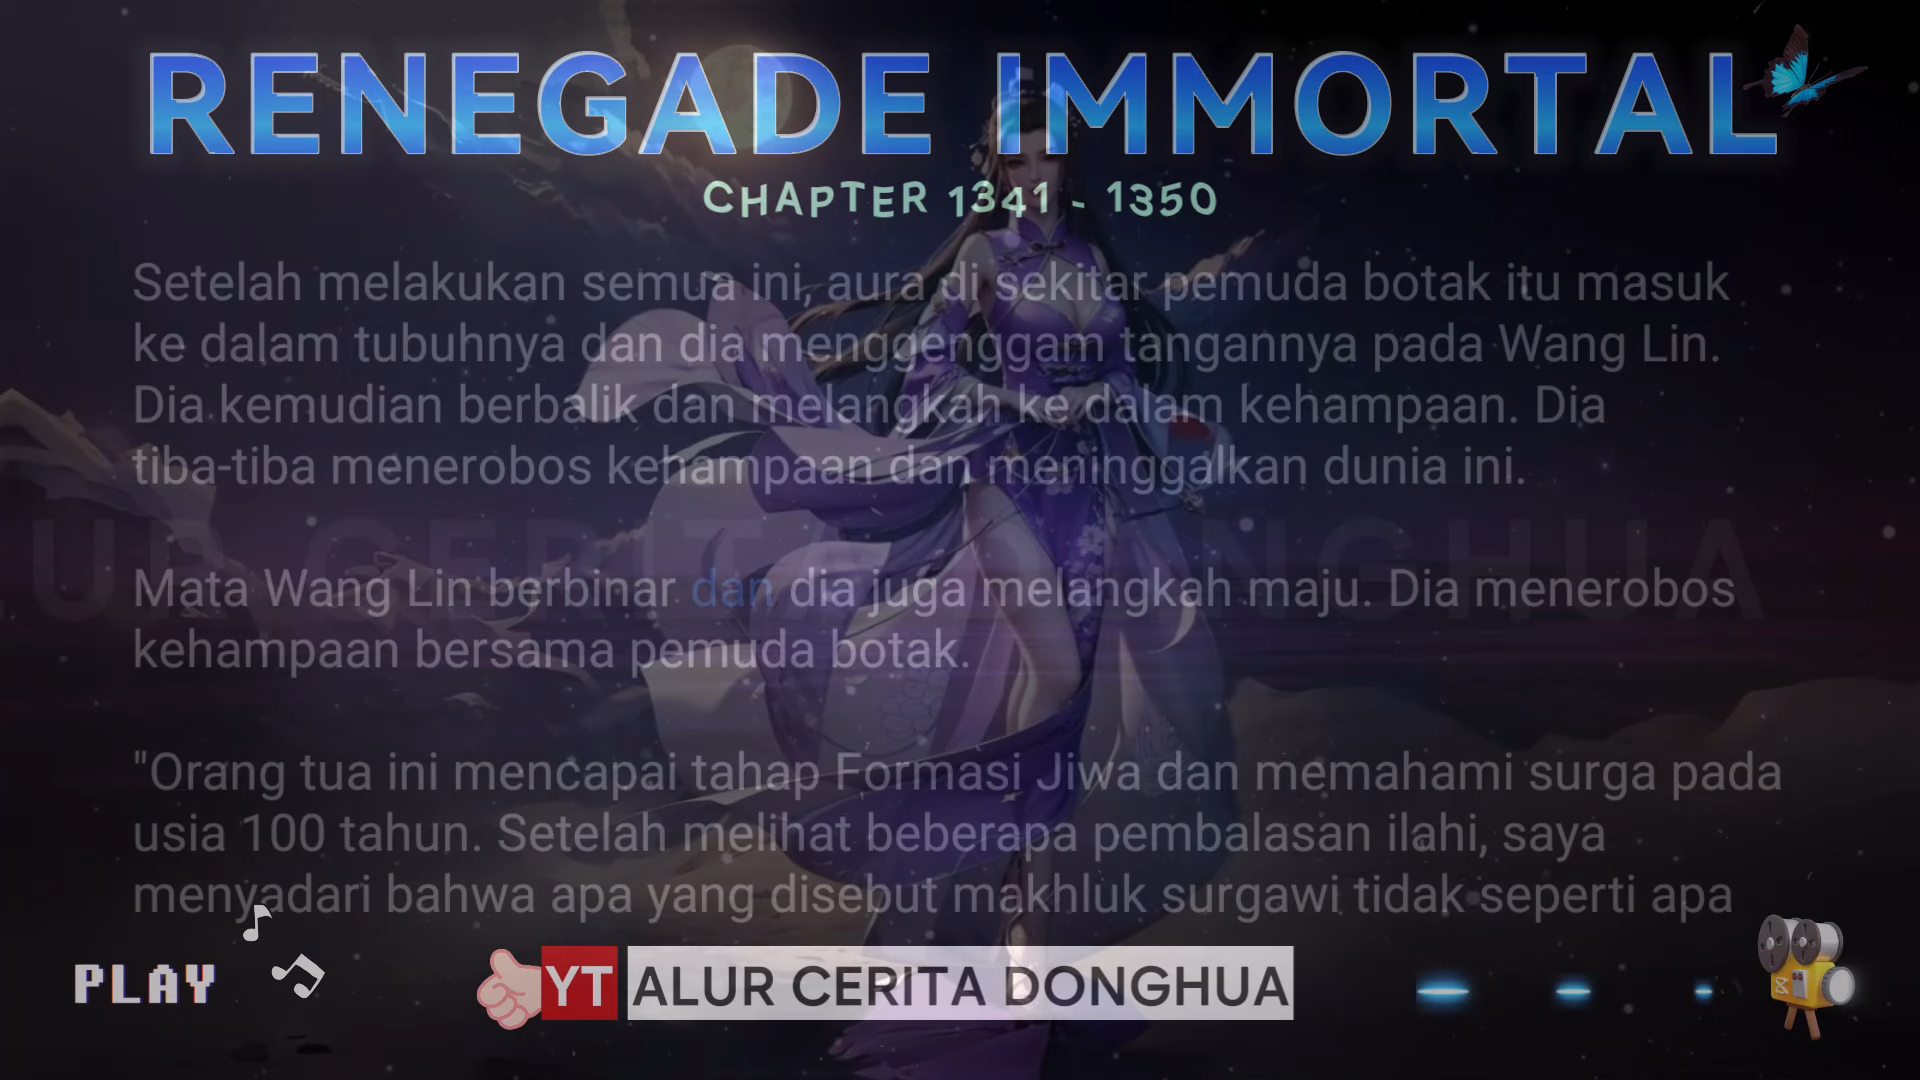 RENEGADE IMMORTAL
CHAPTER 1341 - 1350
Setelah melakukan semua ini, aura di sekitar pemuda botak itu masuk
ke dalam tubuhnya dan dia menggenggam tangannya pada Wang Lin.
Dia kemudian berbalik dan melangkah ke dalam kehampaan. Dia
tiba-tiba menerobos kehampaan dan meninggalkan dunia ini.
UR CERITA DONGHUA
Mata Wang Lin berbinar dan dia juga melangkah maju. Dia menerobos
kehampaan bersama pemuda botak.
"Orang tua ini mencapai tahap Formasi Jiwa dan memahami surga pada
usia 100 tahun. Setelah melihat beberapa pembalasan ilahi, saya
menyadari bahwa apa yang disebut makhluk surgawi tidak seperti apa
PLAY
YT ALUR CERITA DONGHUA